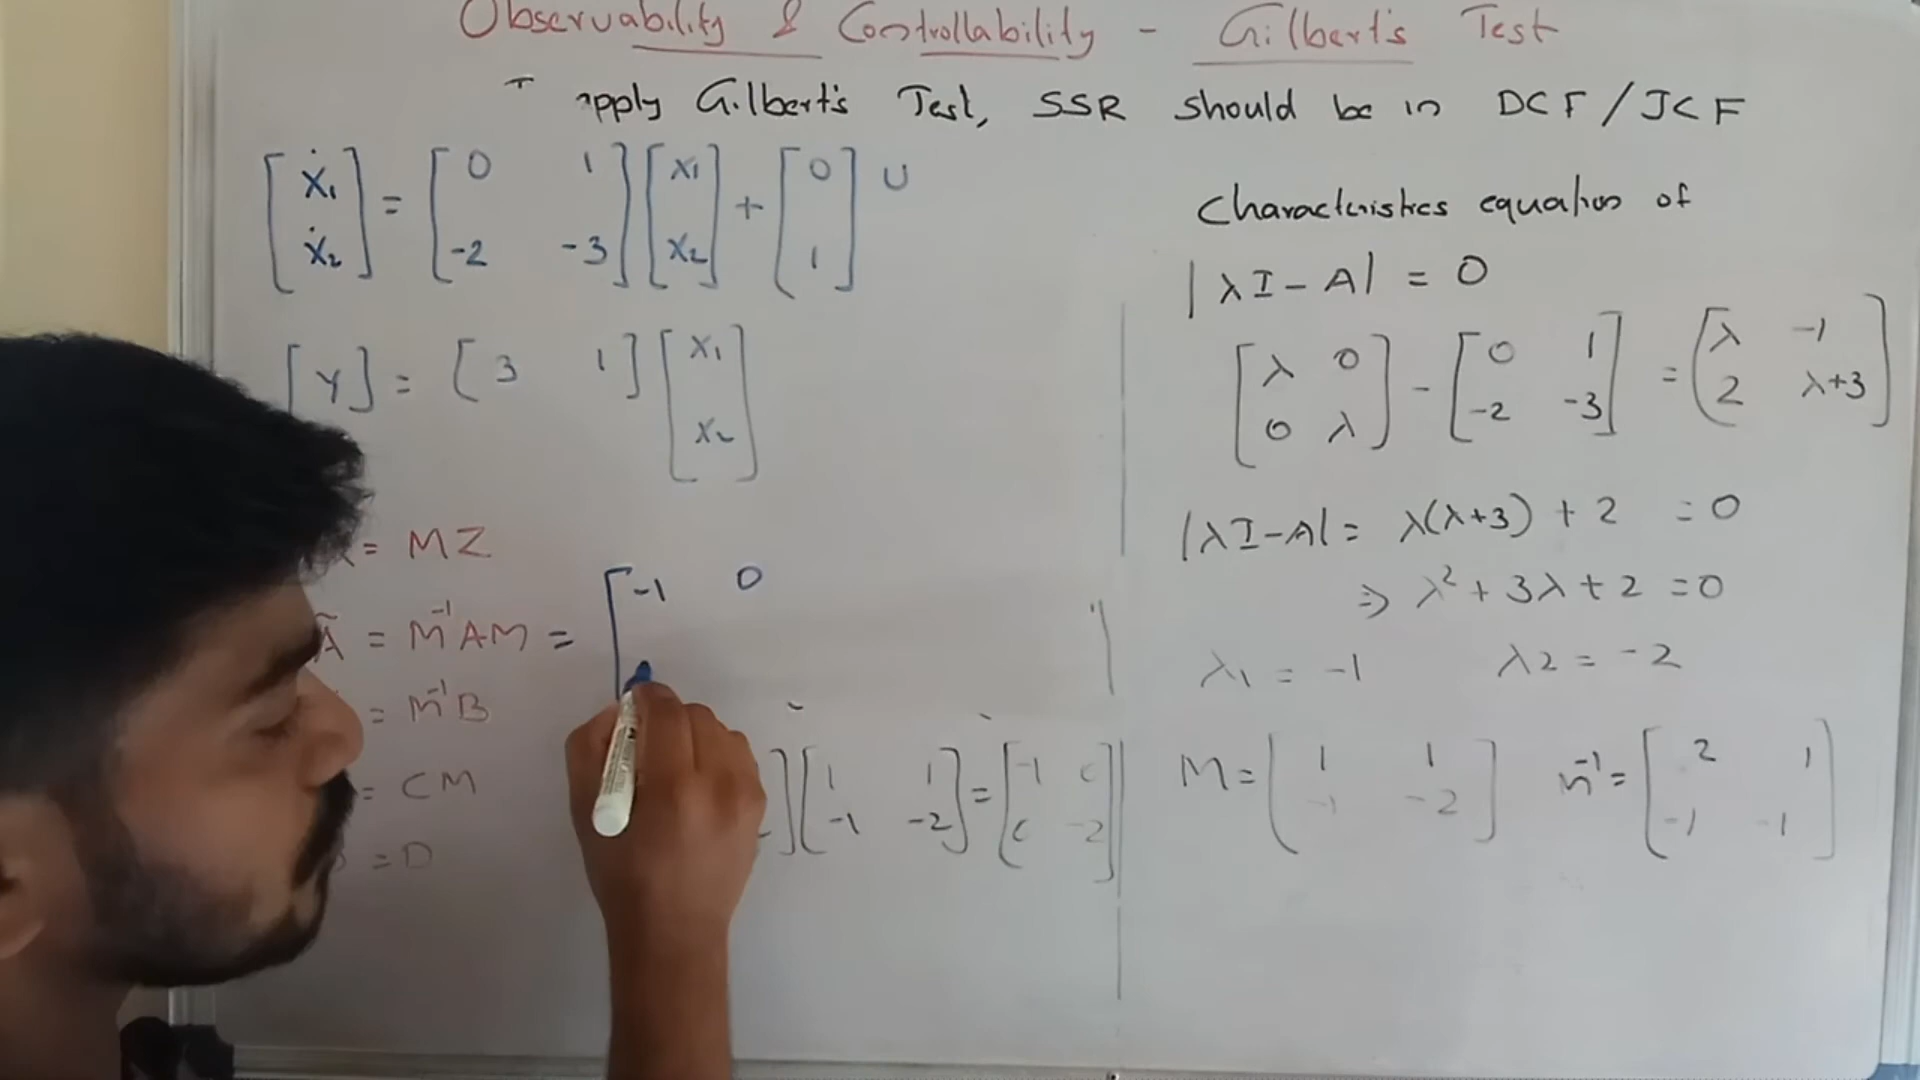 Observability & Controllability - Gilbert's Test
apply Gilbert's Test, SSR should be in DCF/JCF
[ẋ₁ ẋ₂] = [0 1; -2 -3] [x₁ x₂] + [0 1] U
[Y] = [3 1] [x₁ x₂]
= MZ
Ã = M⁻¹AM = [-1 0
= M⁻¹B
= CM
= D
] [1 1; -1 -2] = [-1 0; 0 -2]
Characteristics equation of
|λI-A| = 0
[λ 0; 0 λ] - [0 1; -2 -3] = [λ -1; 2 λ+3]
|λI-A| = λ(λ+3) + 2 = 0
⇒ λ² + 3λ + 2 = 0
λ₁ = -1 λ2 = -2
M = [1 1; -1 -2] M⁻¹ = [2 1; -1 -1]